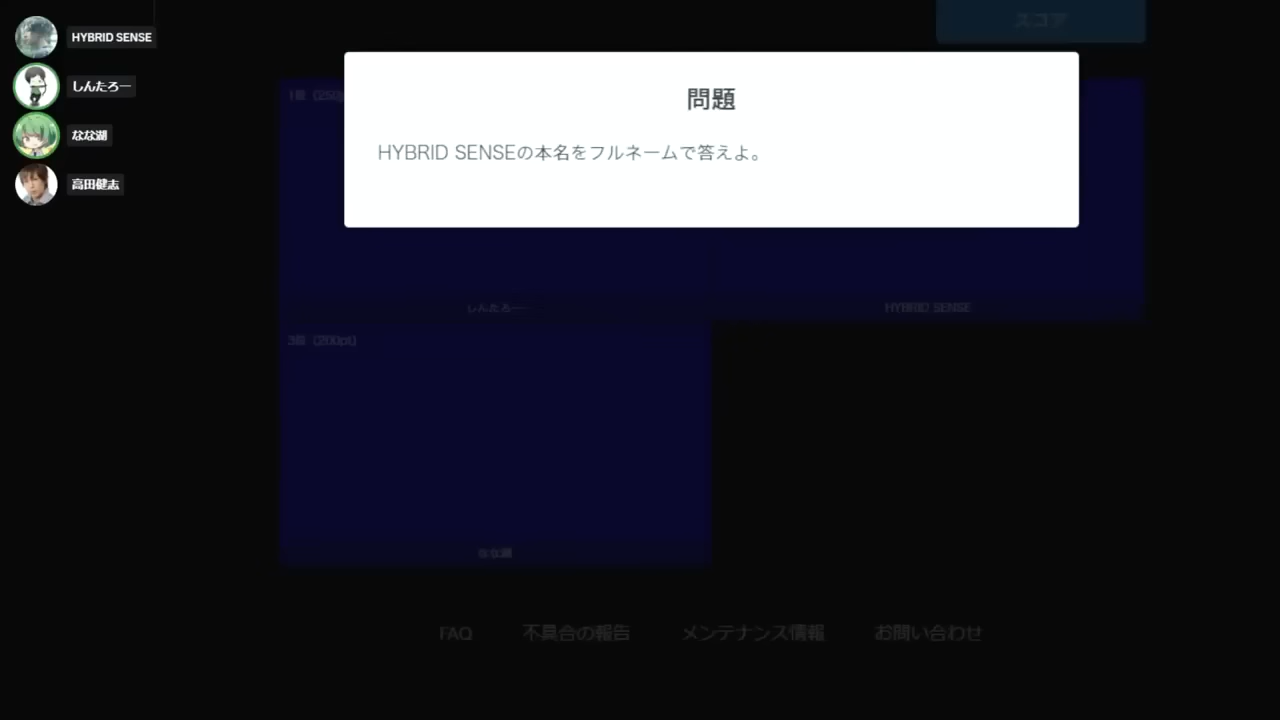 HYBRID SENSE
しんたろー
なな湖
高田健志
スコア
問題
HYBRID SENSEの本名をフルネームで答えよ。
しんたろー
HYBRID SENSE
(200pt)
なな湖
FAQ
不具合の報告
メンテナンス情報
お問い合わせ